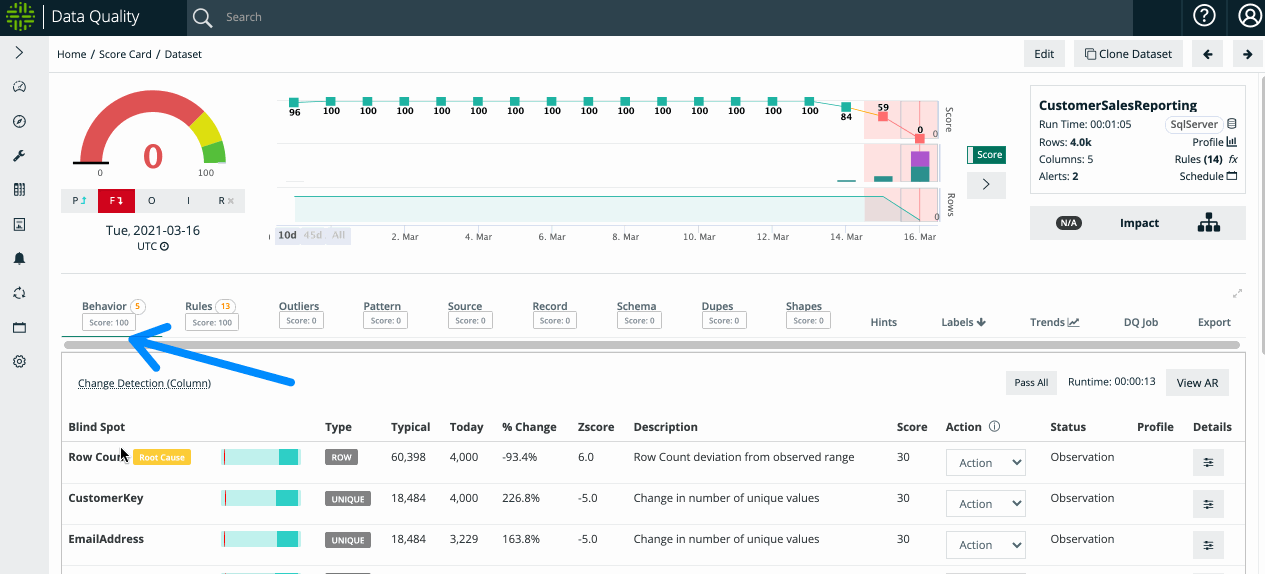 Data Quality
Search
Home / Score Card / Dataset
Edit
Clone Dataset
0
0
100
P
F
O
I
R
Tue, 2021-03-16
UTC
96 100 100 100 100 100 100 100 100 100 100 100 100 100 100 84 59 0
0
Score
0
Rows
10d 45d All
2. Mar 4. Mar 6. Mar 8. Mar 10. Mar 12. Mar 14. Mar 16. Mar
Score
CustomerSalesReporting
Run Time: 00:01:05 SqlServer
Rows: 4.0k Profile
Columns: 5 Rules (14) fx
Alerts: 2 Schedule
N/A Impact
Behavior 5 Rules 13 Outliers Pattern Source Record Schema Dupes Shapes
Score: 100 Score: 100 Score: 0 Score: 0 Score: 0 Score: 0 Score: 0 Score: 0 Score: 0
Hints Labels Trends DQ Job Export
Change Detection (Column)
Pass All Runtime: 00:00:13 View AR
Blind Spot Type Typical Today % Change Zscore Description Score Action Status Profile Details
Row Root Cause ROW 60,398 4,000 -93.4% 6.0 Row Count deviation from observed range 30 Action Observation
CustomerKey UNIQUE 18,484 4,000 226.8% -5.0 Change in number of unique values 30 Action Observation
EmailAddress UNIQUE 18,484 3,229 163.8% -5.0 Change in number of unique values 30 Action Observation